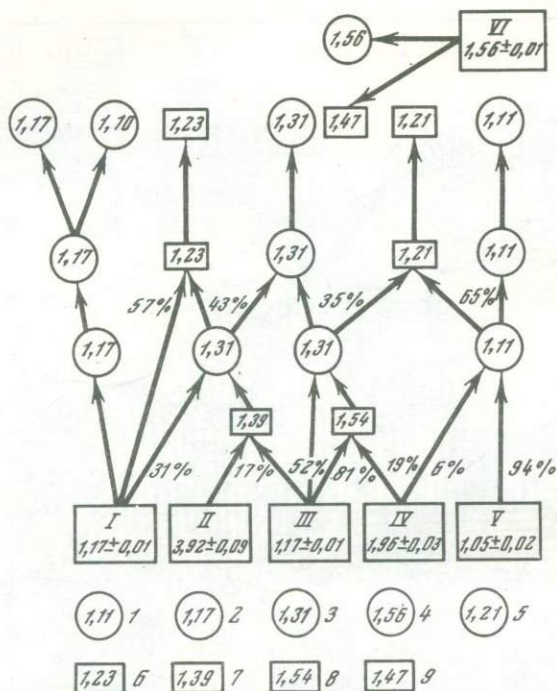 1,56
VI
1,56±0,01
1,17 1,10 1,23 1,31 1,47 1,21 1,11
1,17 1,23 1,31 1,21 1,11
57% 43% 35% 65%
1,17 1,31 1,31 1,11
1,39 1,54
31% 17% 52% 81% 19% 6% 94%
I II III IV V
1,17±0,01 3,92±0,09 1,17±0,01 1,96±0,03 1,05±0,02
1,11 1 1,17 2 1,31 3 1,56 4 1,21 5
1,23 6 1,39 7 1,54 8 1,47 9